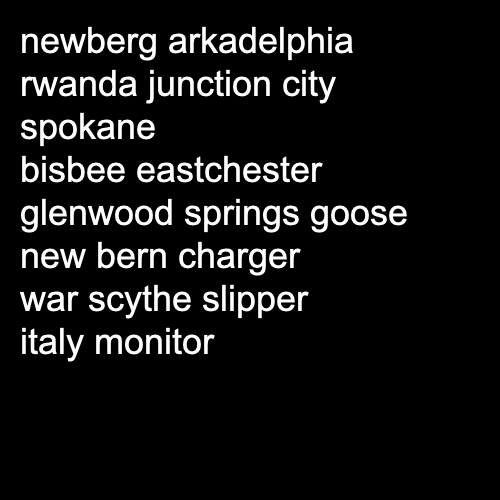 newberg arkadelphia
rwanda junction city
spokane
bisbee eastchester
glenwood springs goose
new bern charger
war scythe slipper
italy monitor